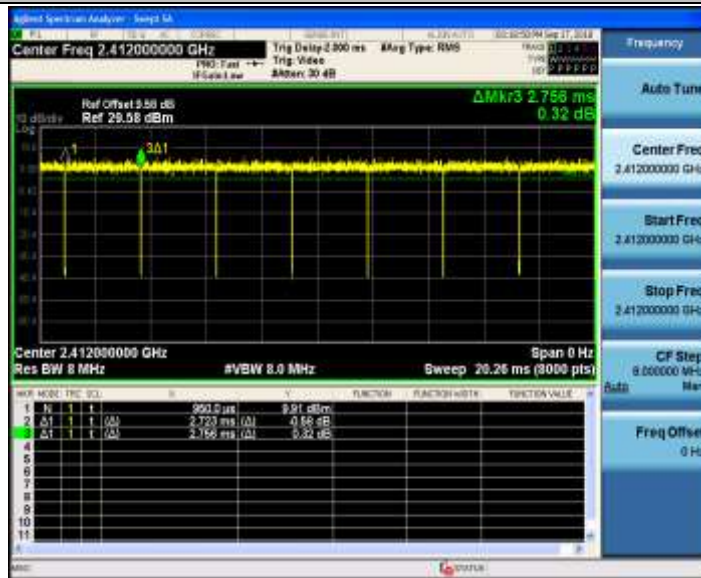 Agilent Spectrum Analyzer - Swept SA
Center Freq 2.412000000 GHz
PNO: Fast
IFGain:Low
Trig Delay-2.000 ms
Trig: Video
#Atten: 30 dB
#Avg Type: RMS
Frequency
Auto Tune
Ref Offset 9.58 dB
Ref 29.58 dBm
10 dB/div
Log
ΔMkr3 2.756 ms
0.32 dB
1
3Δ1
Center Freq
2.412000000 GHz
Start Freq
2.412000000 GHz
Stop Freq
2.412000000 GHz
CF Step
8.000000 MHz
Auto Man
Freq Offset
0 Hz
Center 2.412000000 GHz
Span 0 Hz
Res BW 8 MHz
#VBW 8.0 MHz
Sweep 20.26 ms (8000 pts)
MKR MODE TRC SCL X Y FUNCTION FUNCTION WIDTH FUNCTION VALUE
1 N 1 t 960.0 µs 9.91 dBm
2 Δ1 1 t (Δ) 2.723 ms (Δ) -0.56 dB
3 Δ1 1 t (Δ) 2.756 ms (Δ) 0.32 dB
4
5
6
7
8
9
10
11
MSG
STATUS